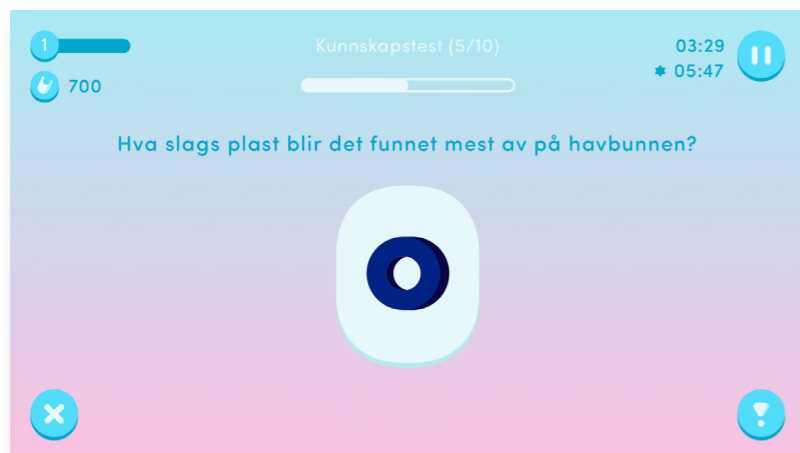 1
Kunnskapstest (5/10)
03:29
05:47
700
Hva slags plast blir det funnet mest av på havbunnen?